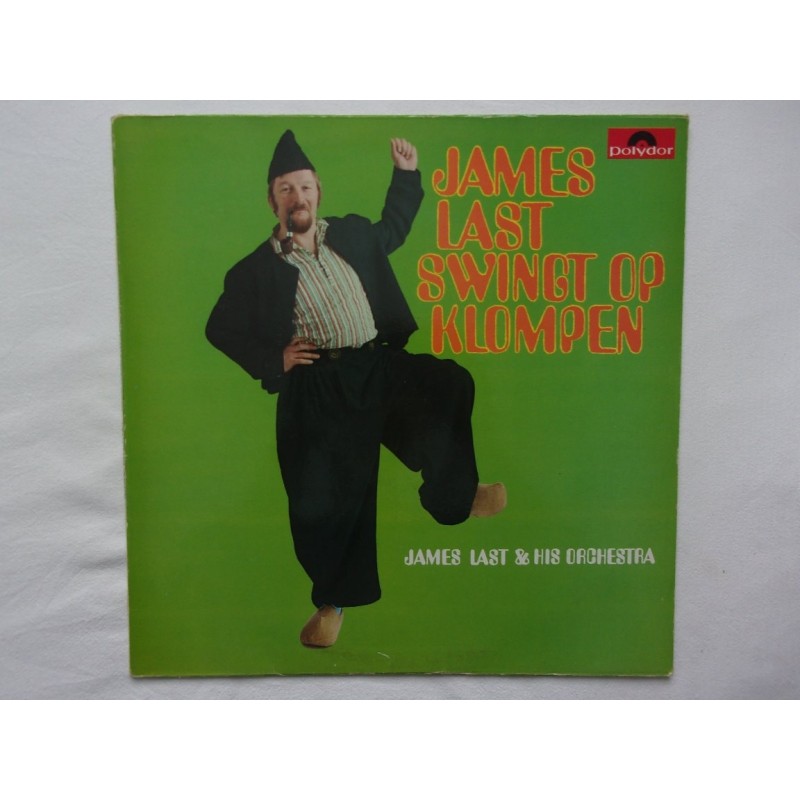 Polydor
JAMES
LAST
SWINGT OP
KLOMPEN
JAMES LAST & HIS ORCHESTRA